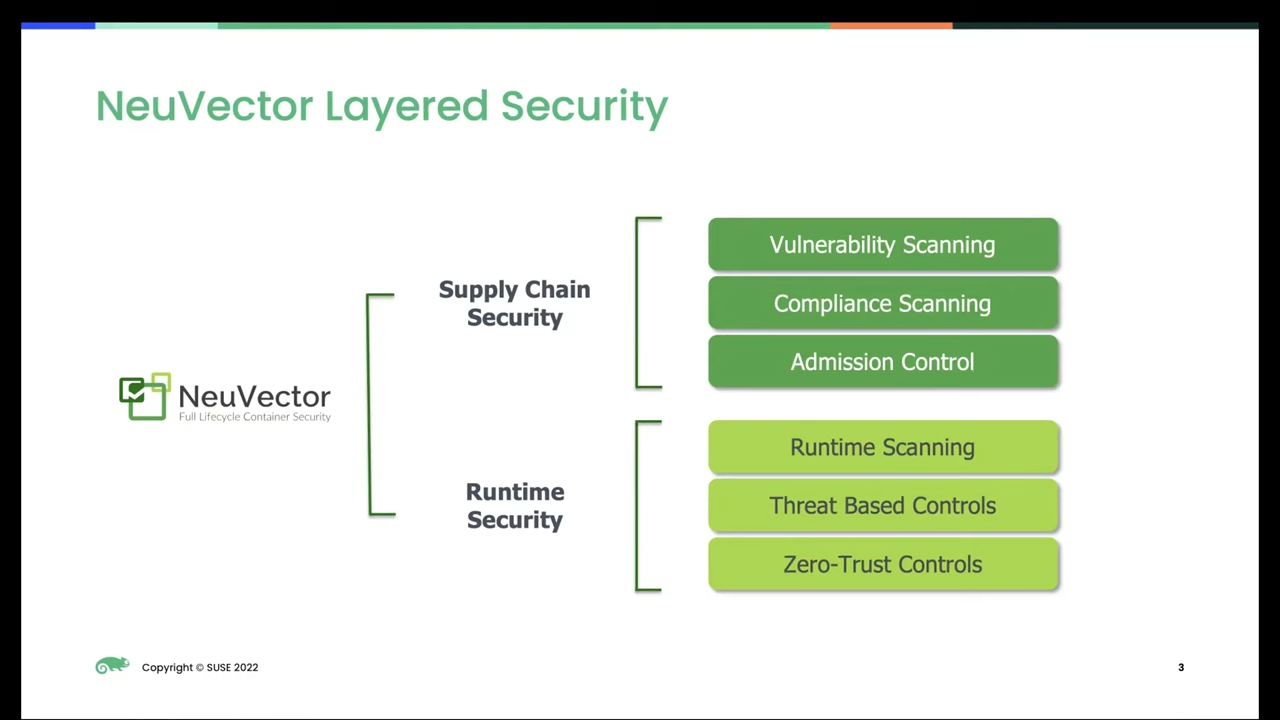 NeuVector Layered Security
Supply Chain
Security
Vulnerability Scanning
Compliance Scanning
Admission Control
NeuVector
Full Lifecycle Container Security
Runtime
Security
Runtime Scanning
Threat Based Controls
Zero-Trust Controls
Copyright © SUSE 2022
3